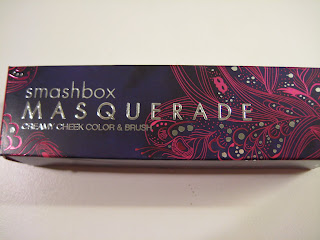 smashbox
MASQUERADE
CREAMY CHEEK COLOR & BRUSH